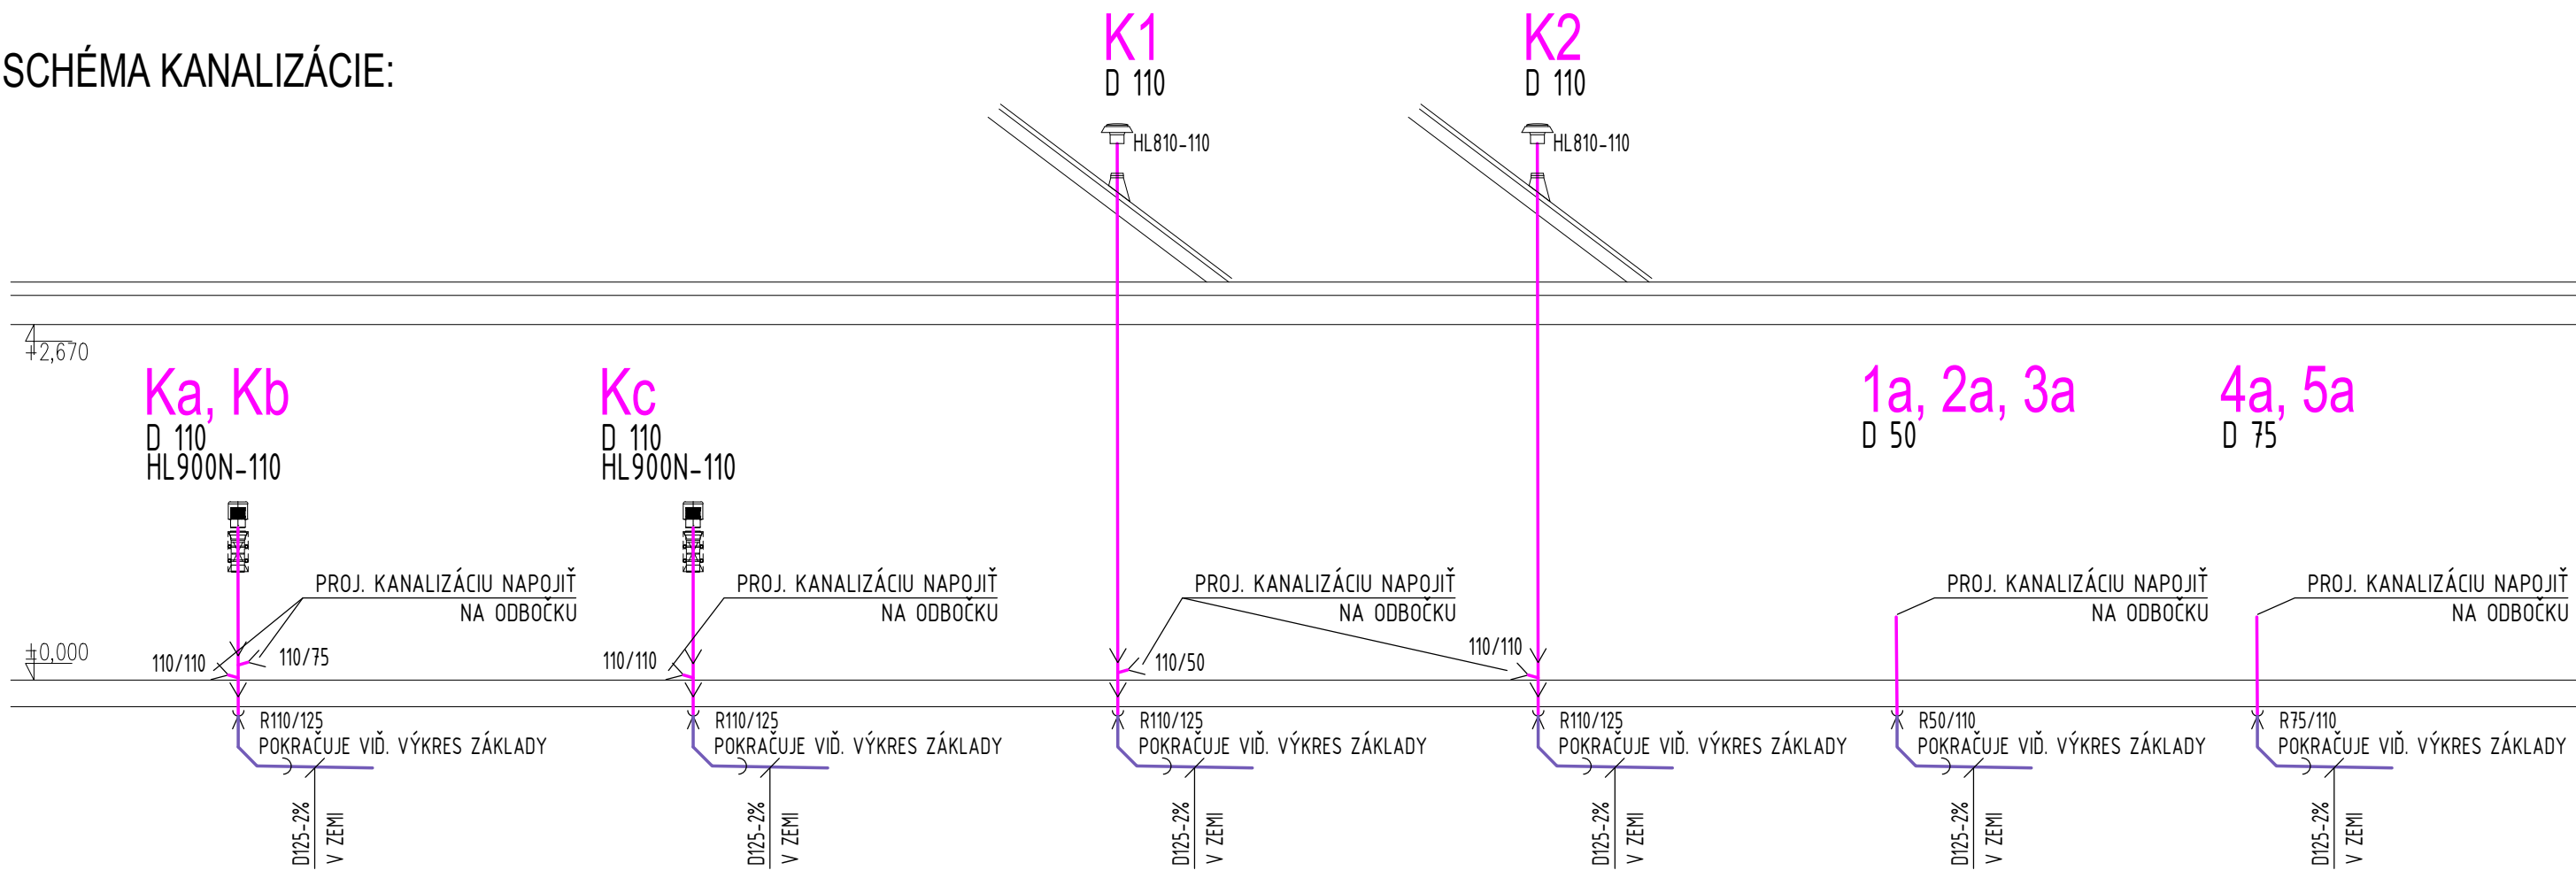 SCHÉMA KANALIZÁCIE:
K1
D 110
HL810-110
K2
D 110
HL810-110
+2,670
Ka, Kb
D 110
HL900N-110
Kc
D 110
HL900N-110
1a, 2a, 3a
D 50
4a, 5a
D 75
PROJ. KANALIZÁCIU NAPOJIŤ
NA ODBOČKU
PROJ. KANALIZÁCIU NAPOJIŤ
NA ODBOČKU
PROJ. KANALIZÁCIU NAPOJIŤ
NA ODBOČKU
PROJ. KANALIZÁCIU NAPOJIŤ
NA ODBOČKU
PROJ. KANALIZÁCIU NAPOJIŤ
NA ODBOČKU
±0,000
110/110
110/75
110/110
110/50
110/110
R110/125
POKRAČUJE VIĎ. VÝKRES ZÁKLADY
R110/125
POKRAČUJE VIĎ. VÝKRES ZÁKLADY
R110/125
POKRAČUJE VIĎ. VÝKRES ZÁKLADY
R110/125
POKRAČUJE VIĎ. VÝKRES ZÁKLADY
R50/110
POKRAČUJE VIĎ. VÝKRES ZÁKLADY
R75/110
POKRAČUJE VIĎ. VÝKRES ZÁKLADY
D125-2%
V ZEMI
D125-2%
V ZEMI
D125-2%
V ZEMI
D125-2%
V ZEMI
D125-2%
V ZEMI
D125-2%
V ZEMI